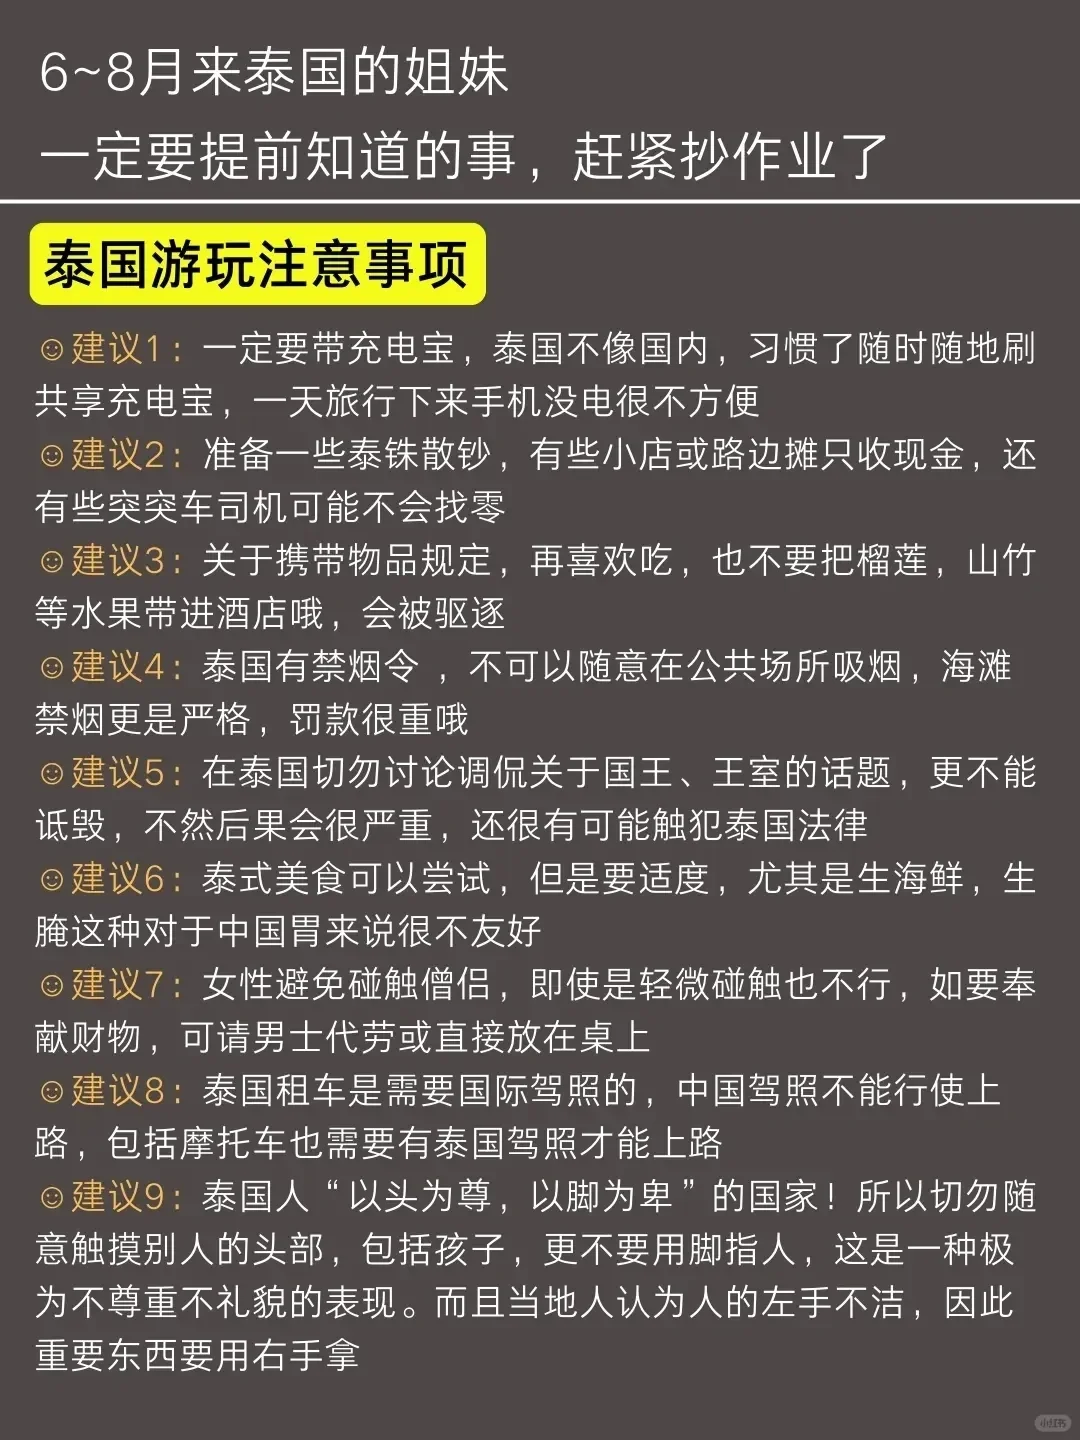 6~8月来泰国的姐妹
一定要提前知道的事，赶紧抄作业了
泰国游玩注意事项
☺建议1：一定要带充电宝，泰国不像国内，习惯了随时随地刷
共享充电宝，一天旅行下来手机没电很不方便
☺建议2：准备一些泰铢散钞，有些小店或路边摊只收现金，还
有些突突车司机可能不会找零
☺建议3：关于携带物品规定，再喜欢吃，也不要把榴莲，山竹
等水果带进酒店哦，会被驱逐
☺建议4：泰国有禁烟令 ，不可以随意在公共场所吸烟，海滩
禁烟更是严格，罚款很重哦
☺建议5：在泰国切勿讨论调侃关于国王、王室的话题，更不能
诋毁，不然后果会很严重，还很有可能触犯泰国法律
☺建议6：泰式美食可以尝试，但是要适度，尤其是生海鲜，生
腌这种对于中国胃来说很不友好
☺建议7：女性避免碰触僧侣，即使是轻微碰触也不行，如要奉
献财物，可请男士代劳或直接放在桌上
☺建议8：泰国租车是需要国际驾照的，中国驾照不能行使上
路，包括摩托车也需要有泰国驾照才能上路
☺建议9：泰国人“以头为尊，以脚为卑”的国家！所以切勿随
意触摸别人的头部，包括孩子，更不要用脚指人，这是一种极
为不尊重不礼貌的表现。而且当地人认为人的左手不洁，因此
重要东西要用右手拿
小红书